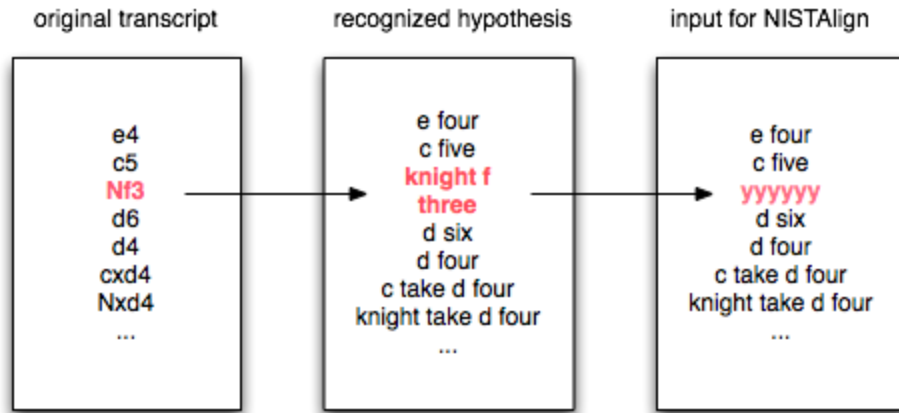 original transcript
recognized hypothesis
input for NISTAlign
e4
c5
Nf3
d6
d4
cxd4
Nxd4
...
e four
c five
knight f
three
d six
d four
c take d four
knight take d four
...
e four
c five
yyyyyy
d six
d four
c take d four
knight take d four
...